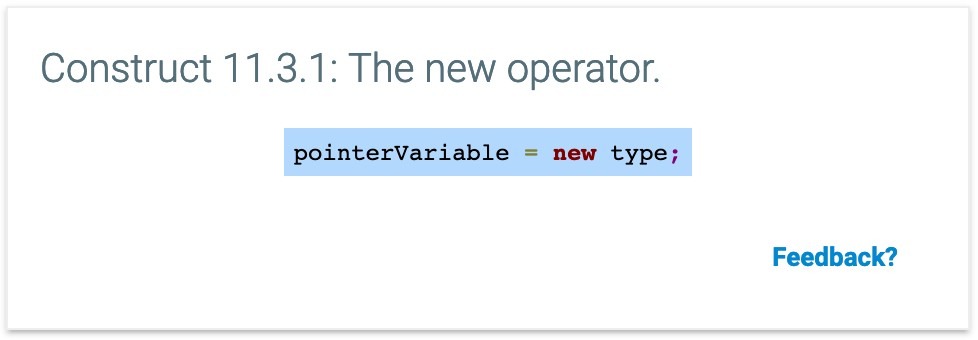 Construct 11.3.1: The new operator.
pointerVariable = new type;
Feedback?